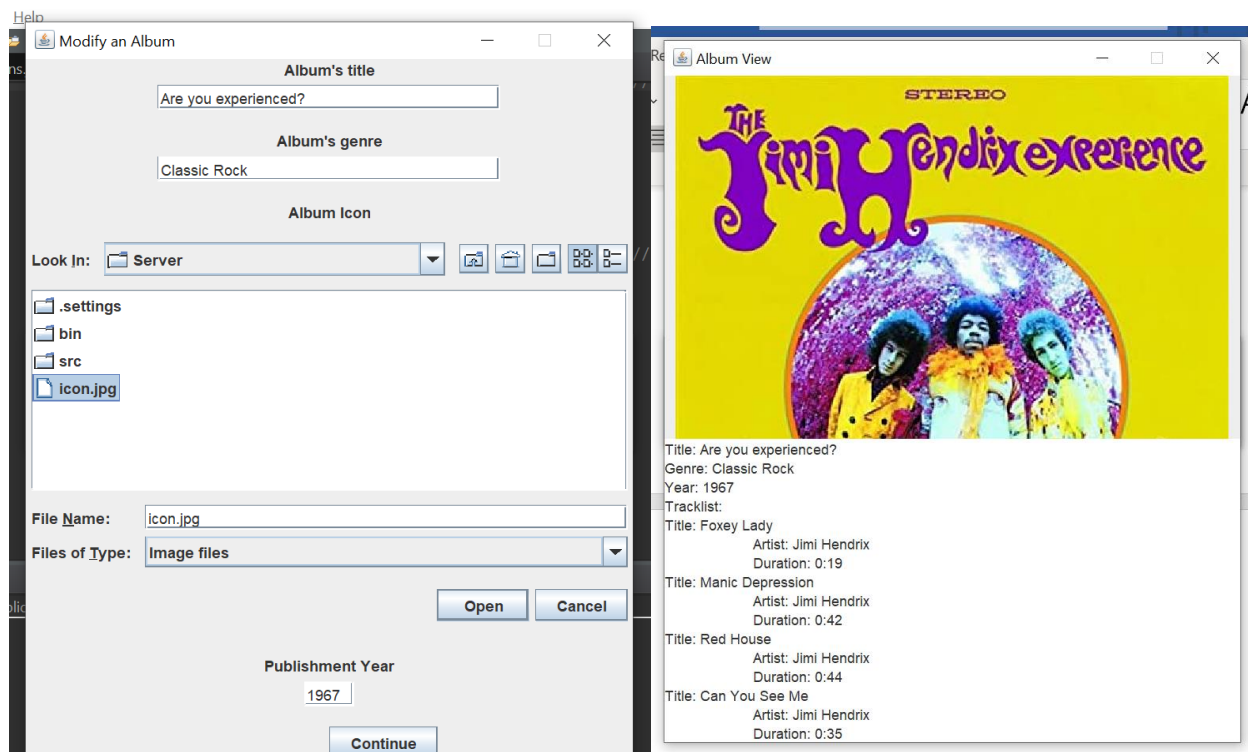 Help
Modify an Album
Album's title
Are you experienced?
Album's genre
Classic Rock
Album Icon
Look In: Server
.settings
bin
src
icon.jpg
File Name: icon.jpg
Files of Type: Image files
Open Cancel
Publishment Year
1967
Continue
Album View
STEREO
THE
Jimi Hendrix experience
Title: Are you experienced?
Genre: Classic Rock
Year: 1967
Tracklist:
Title: Foxey Lady
Artist: Jimi Hendrix
Duration: 0:19
Title: Manic Depression
Artist: Jimi Hendrix
Duration: 0:42
Title: Red House
Artist: Jimi Hendrix
Duration: 0:44
Title: Can You See Me
Artist: Jimi Hendrix
Duration: 0:35